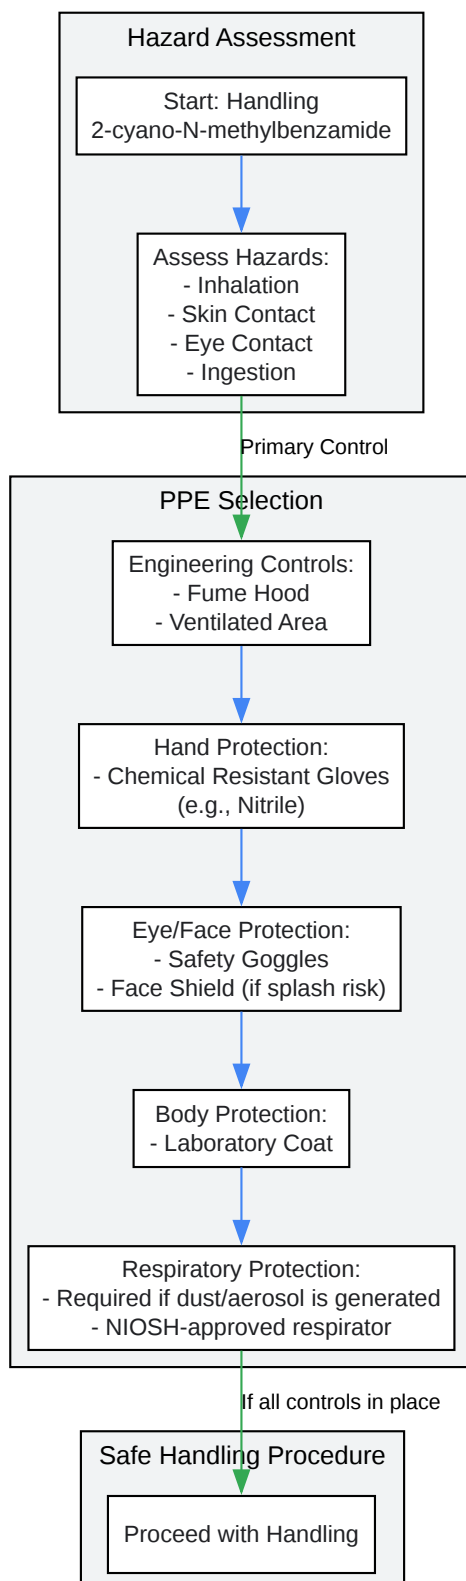 Hazard Assessment
Start: Handling
2-cyano-N-methylbenzamide
Assess Hazards:
- Inhalation
- Skin Contact
- Eye Contact
- Ingestion
Primary Control
PPE Selection
Engineering Controls:
- Fume Hood
- Ventilated Area
Hand Protection:
- Chemical Resistant Gloves
(e.g., Nitrile)
Eye/Face Protection:
- Safety Goggles
- Face Shield (if splash risk)
Body Protection:
- Laboratory Coat
Respiratory Protection:
- Required if dust/aerosol is generated
- NIOSH-approved respirator
If all controls in place
Safe Handling Procedure
Proceed with Handling